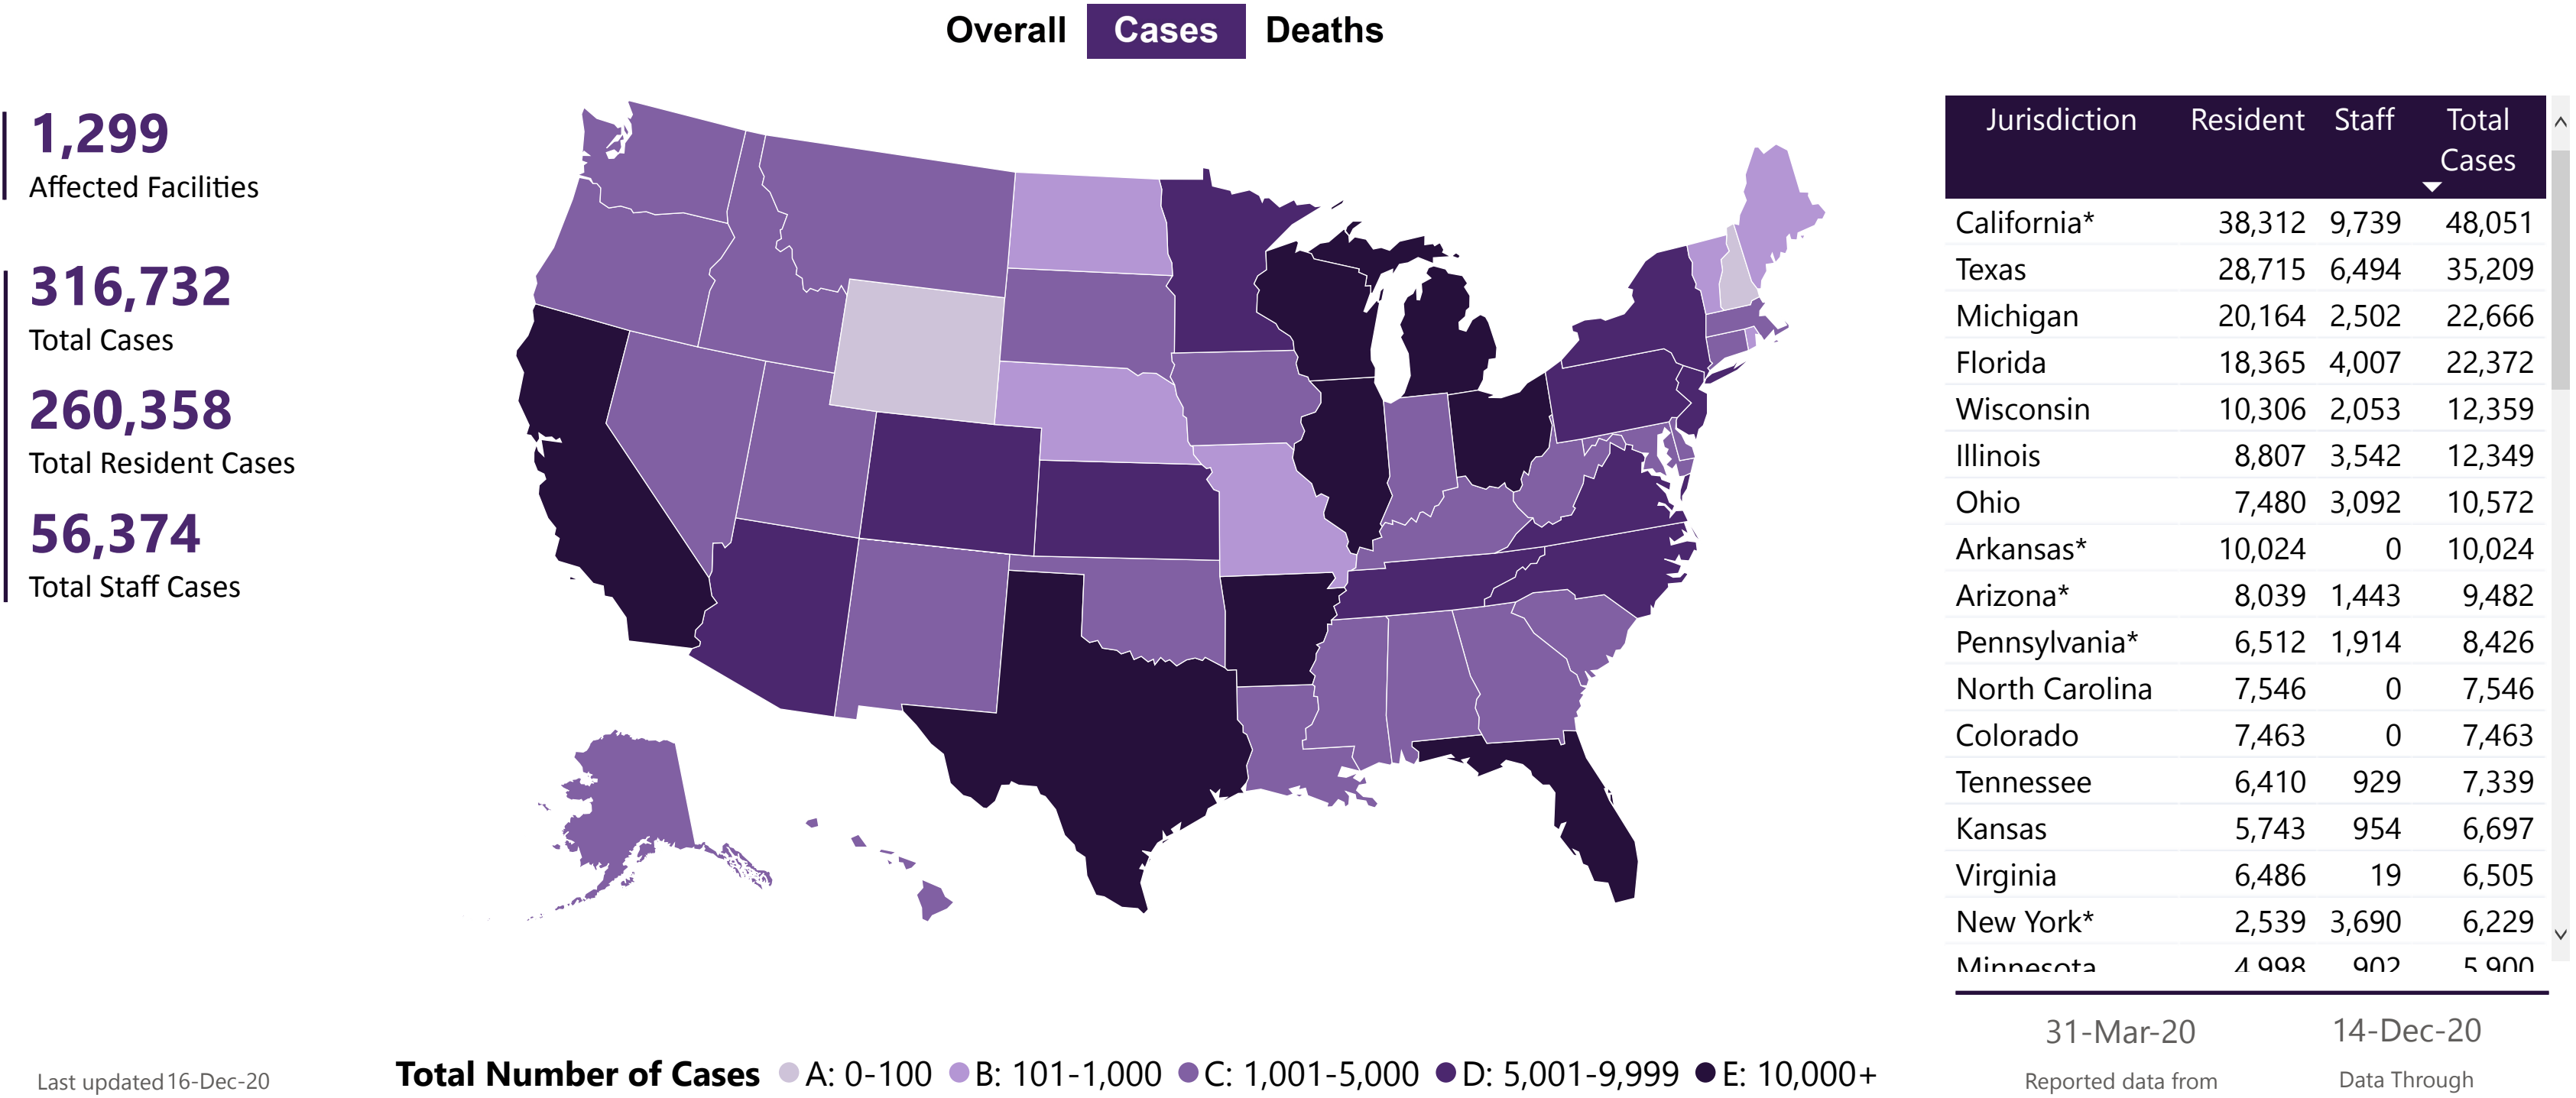 Overall Cases Deaths
1,299
Affected Facilities
316,732
Total Cases
260,358
Total Resident Cases
56,374
Total Staff Cases
Jurisdiction Resident Staff Total
Cases
California* 38,312 9,739 48,051
Texas 28,715 6,494 35,209
Michigan 20,164 2,502 22,666
Florida 18,365 4,007 22,372
Wisconsin 10,306 2,053 12,359
Illinois 8,807 3,542 12,349
Ohio 7,480 3,092 10,572
Arkansas* 10,024 0 10,024
Arizona* 8,039 1,443 9,482
Pennsylvania* 6,512 1,914 8,426
North Carolina 7,546 0 7,546
Colorado 7,463 0 7,463
Tennessee 6,410 929 7,339
Kansas 5,743 954 6,697
Virginia 6,486 19 6,505
New York* 2,539 3,690 6,229
Minnesota 4,998 902 5,900
31-Mar-20 14-Dec-20
Reported data from Data Through
Last updated 16-Dec-20
Total Number of Cases A: 0-100 B: 101-1,000 C: 1,001-5,000 D: 5,001-9,999 E: 10,000+